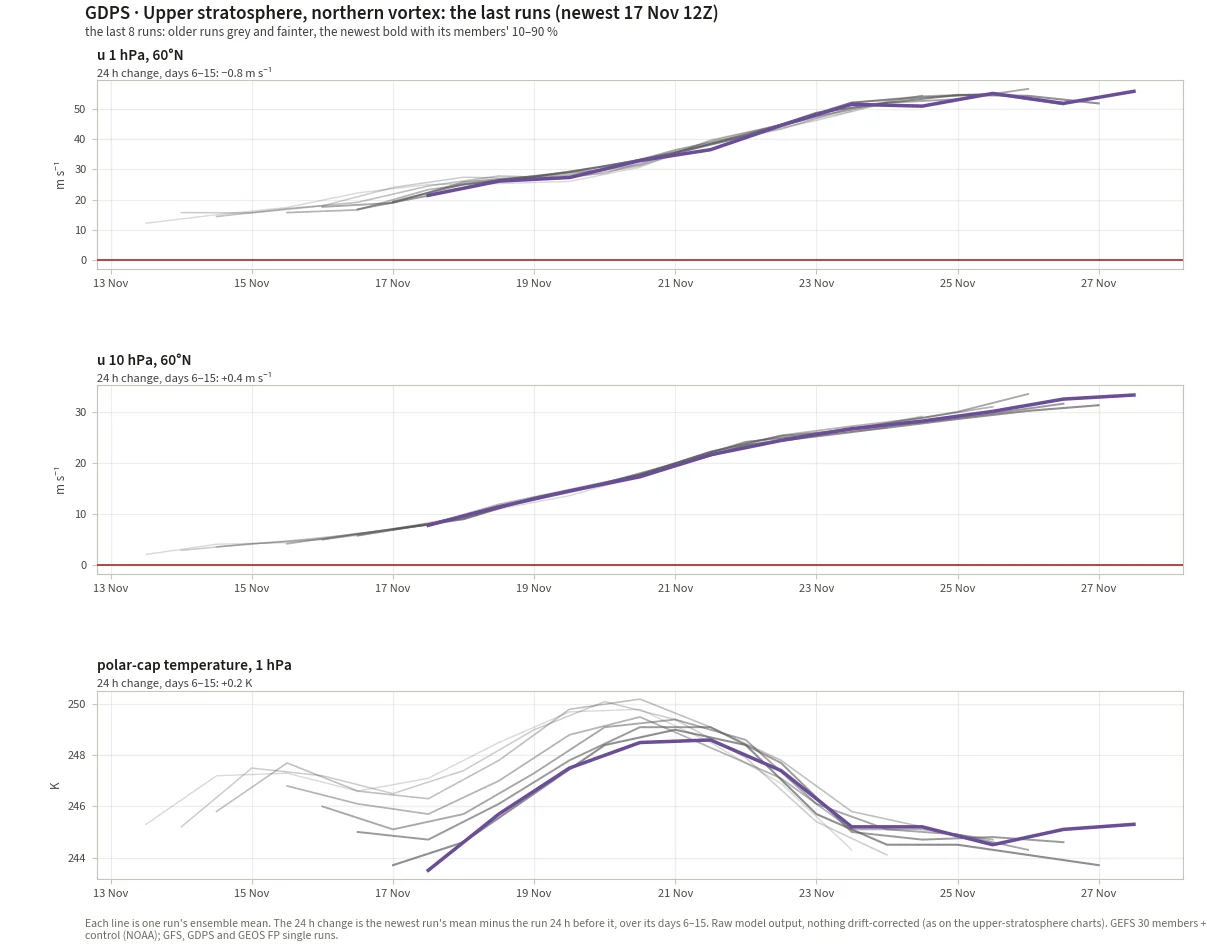 GDPS · Upper stratosphere, northern vortex: the last runs (newest 17 Nov 12Z)
the last 8 runs: older runs grey and fainter, the newest bold with its members' 10–90 %
u 1 hPa, 60°N
24 h change, days 6–15: −0.8 m s⁻¹
50
40
30
20
10
0
m s⁻¹
13 Nov 15 Nov 17 Nov 19 Nov 21 Nov 23 Nov 25 Nov 27 Nov
u 10 hPa, 60°N
24 h change, days 6–15: +0.4 m s⁻¹
30
20
10
0
m s⁻¹
13 Nov 15 Nov 17 Nov 19 Nov 21 Nov 23 Nov 25 Nov 27 Nov
polar-cap temperature, 1 hPa
24 h change, days 6–15: +0.2 K
250
248
246
244
K
13 Nov 15 Nov 17 Nov 19 Nov 21 Nov 23 Nov 25 Nov 27 Nov
Each line is one run's ensemble mean. The 24 h change is the newest run's mean minus the run 24 h before it, over its days 6–15. Raw model output, nothing drift-corrected (as on the upper-stratosphere charts). GEFS 30 members +
control (NOAA); GFS, GDPS and GEOS FP single runs.